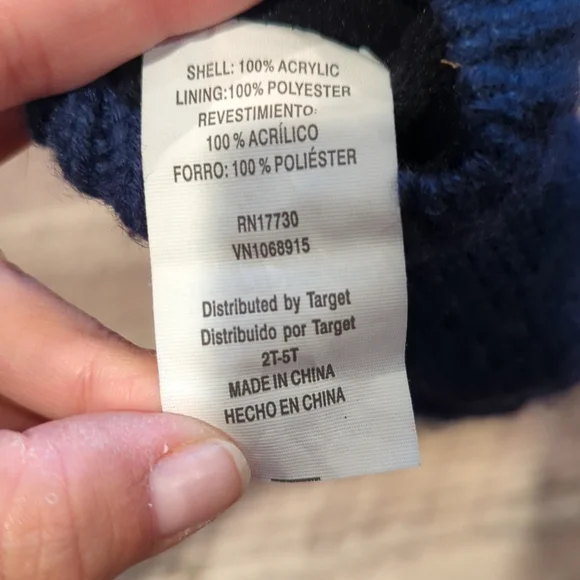 SHELL: 100% ACRYLIC
LINING:100% POLYESTER
REVESTIMIENTO:
100 % ACRÍLICO
FORRO: 100 % POLIÉSTER
RN17730
VN1068915
Distributed by Target
Distribuido por Target
2T-5T
MADE IN CHINA
HECHO EN CHINA